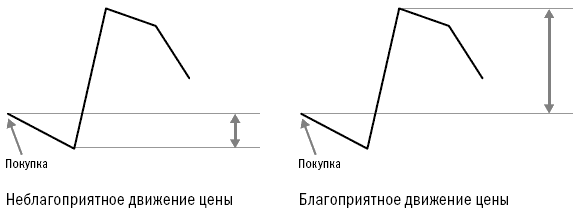 Покупка
Покупка
Неблагоприятное движение цены
Благоприятное движение цены